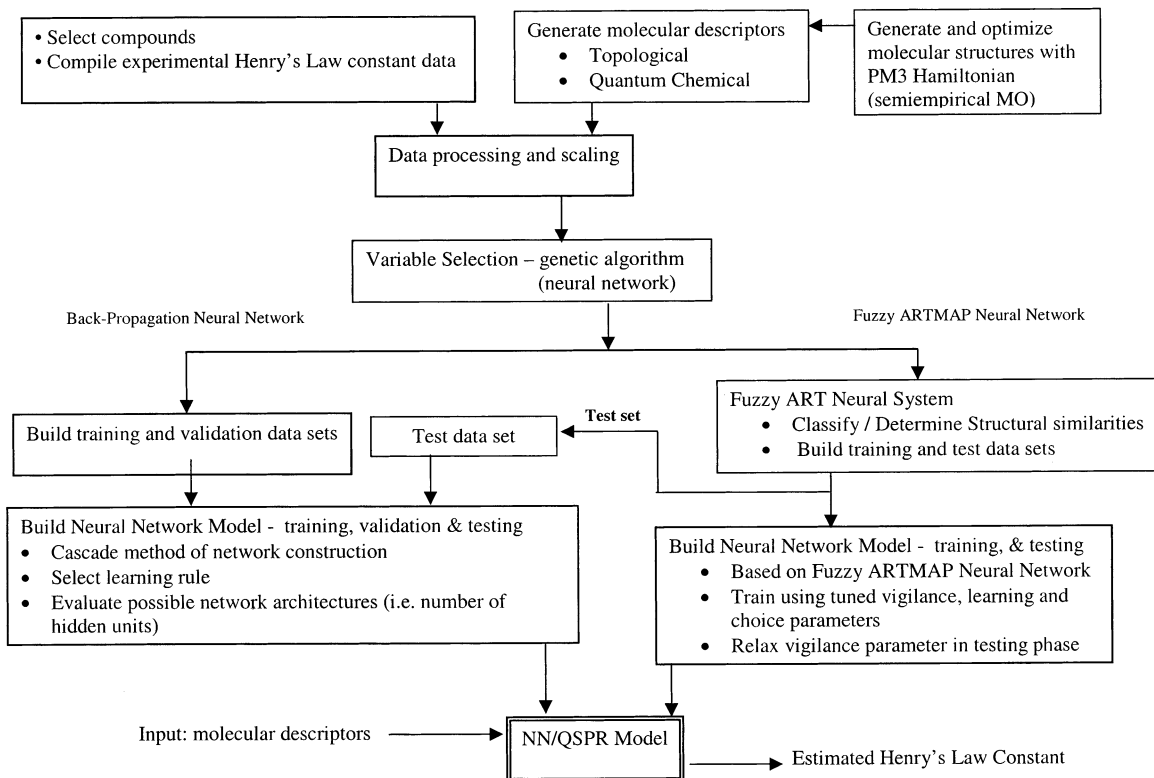 • Select compounds
• Compile experimental Henry's Law constant data
Generate molecular descriptors
• Topological
• Quantum Chemical
Generate and optimize
molecular structures with
PM3 Hamiltonian
(semiempirical MO)
Data processing and scaling
Variable Selection – genetic algorithm
(neural network)
Back-Propagation Neural Network
Fuzzy ARTMAP Neural Network
Build training and validation data sets
Test data set
Test set
Fuzzy ART Neural System
• Classify / Determine Structural similarities
• Build training and test data sets
Build Neural Network Model - training, validation & testing
• Cascade method of network construction
• Select learning rule
• Evaluate possible network architectures (i.e. number of
hidden units)
Build Neural Network Model - training, & testing
• Based on Fuzzy ARTMAP Neural Network
• Train using tuned vigilance, learning and
choice parameters
• Relax vigilance parameter in testing phase
Input: molecular descriptors
NN/QSPR Model
Estimated Henry's Law Constant